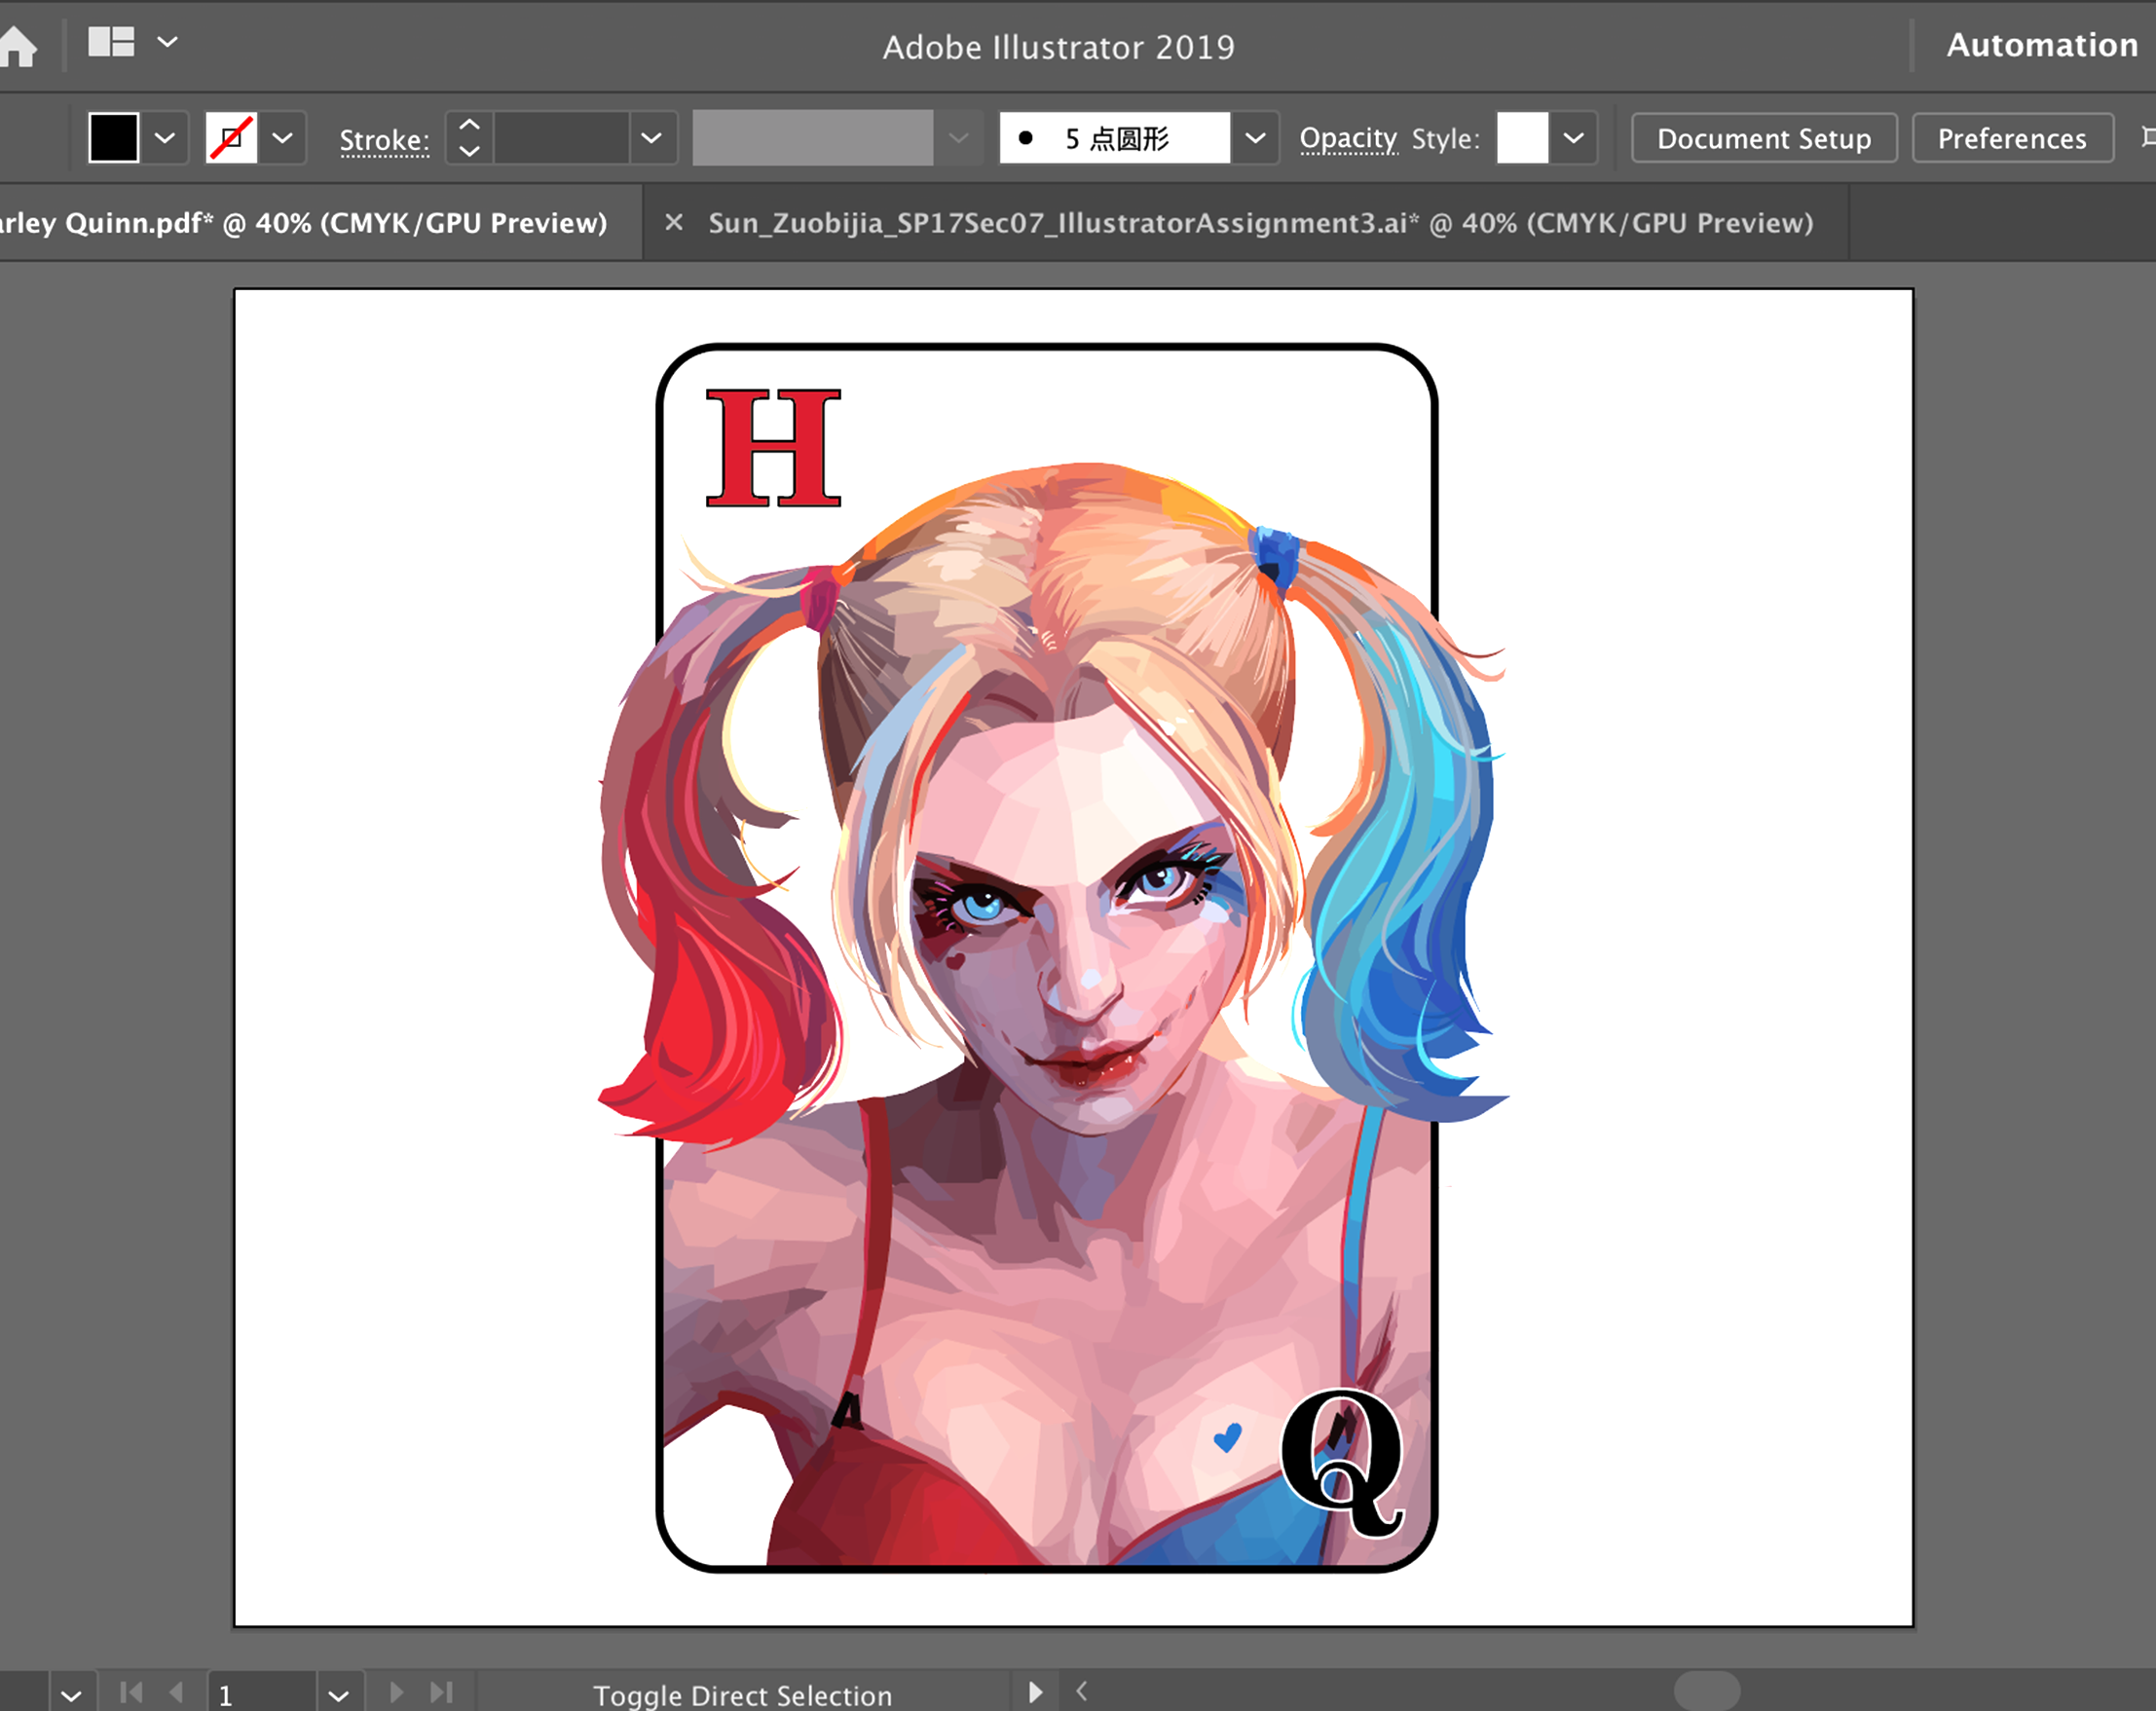 Adobe Illustrator 2019
Automation
Stroke:
5 点圆形
Opacity
Style:
Document Setup
Preferences
arley Quinn.pdf* @ 40% (CMYK/GPU Preview)
Sun_Zuobijia_SP17Sec07_IllustratorAssignment3.ai* @ 40% (CMYK/GPU Preview)
H
Q
1
Toggle Direct Selection